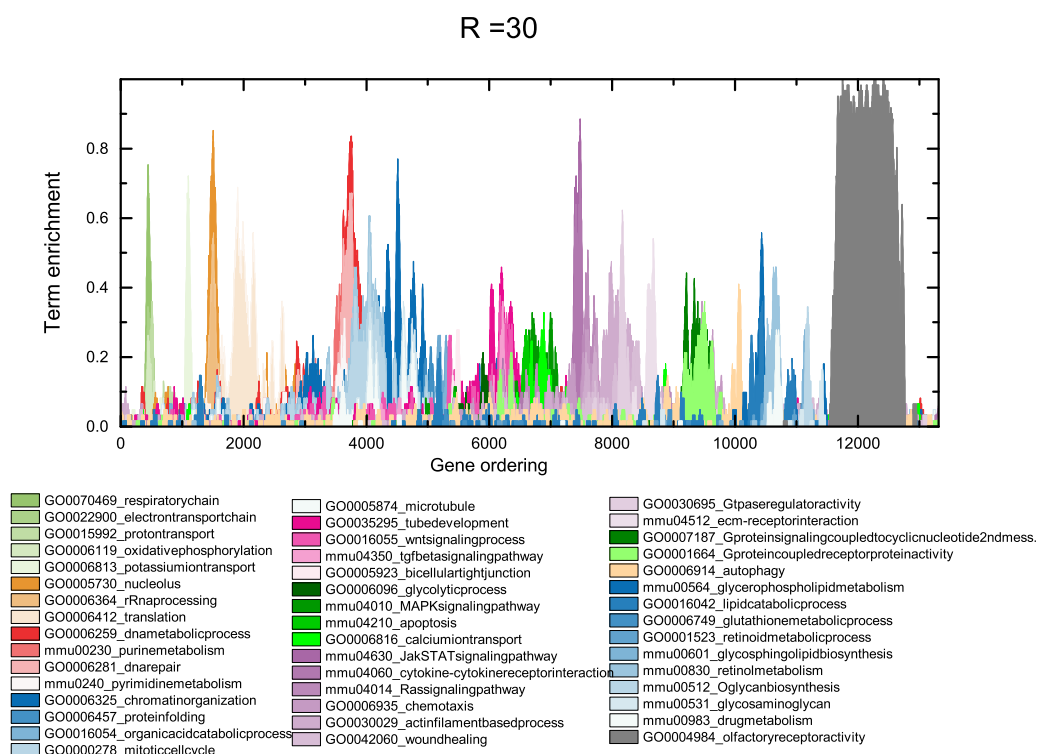 R =30
Term enrichment
0.8
0.6
0.4
0.2
0.0
0 2000 4000 6000 8000 10000 12000
Gene ordering
GO0070469_respiratorychain
GO0022900_electrontransportchain
GO0015992_protontransport
GO0006119_oxidativephosphorylation
GO0006813_potassiumtransport
GO0005730_nucleolus
GO0006364_rRnaprocessing
GO0006412_translation
GO0006259_dnametabolicprocess
mmu00230_purinemetabolism
GO0006281_dnarepair
mmu0240_pyrimidinemetabolism
GO0006325_chromatinorganization
GO0006457_proteinfolding
GO0016054_organicacidcatabolicprocess
GO0000278_mitoticcellcycle
GO0005874_microtubule
GO0035295_tubedevelopment
GO0016055_wntsignalingprocess
mmu04350_tgfbetasignalingpathway
GO0005923_bicellulartightjunction
GO0006096_glycolyticprocess
mmu04010_MAPKsignalingpathway
mmu04210_apoptosis
GO0006816_calciumtransport
mmu04630_JakSTATsignalingpathway
mmu04060_cytokine-cytokinereceptorinteraction
mmu04014_Rassignalingpathway
GO0006935_chemotaxis
GO0030029_actinfilamentbasedprocess
GO0042060_woundhealing
GO0030695_Gtpaseregulatoractivity
mmu04512_ecm-receptorinteraction
GO0007187_Gproteinsignalingcoupledtocyclicnucleotide2ndmess.
GO0001664_Gproteincoupledreceptorproteinactivity
GO0006914_autophagy
mmu00564_glycerophospholipidmetabolism
GO0016042_lipidcatabolicprocess
GO0006749_glutathionemetabolicprocess
GO0001523_retinoidmetabolicprocess
mmu00601_glycosphingolipidbiosynthesis
mmu00830_retinolmetabolism
mmu00512_Oglycanbiosynthesis
mmu00531_glycosaminoglycan
mmu00983_drugmetabolism
GO0004984_olfactoryreceptoractivity